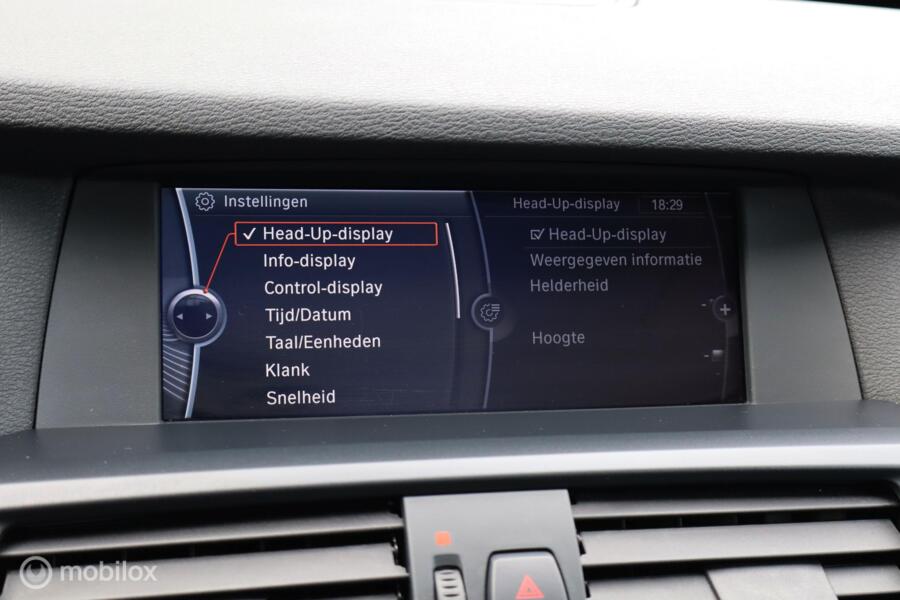 Instellingen
Head-Up-display
Info-display
Control-display
Tijd/Datum
Taal/Eenheden
Klank
Snelheid
Head-Up-display 18:29
Head-Up-display
Weergegeven informatie
Helderheid
Hoogte
mobilox